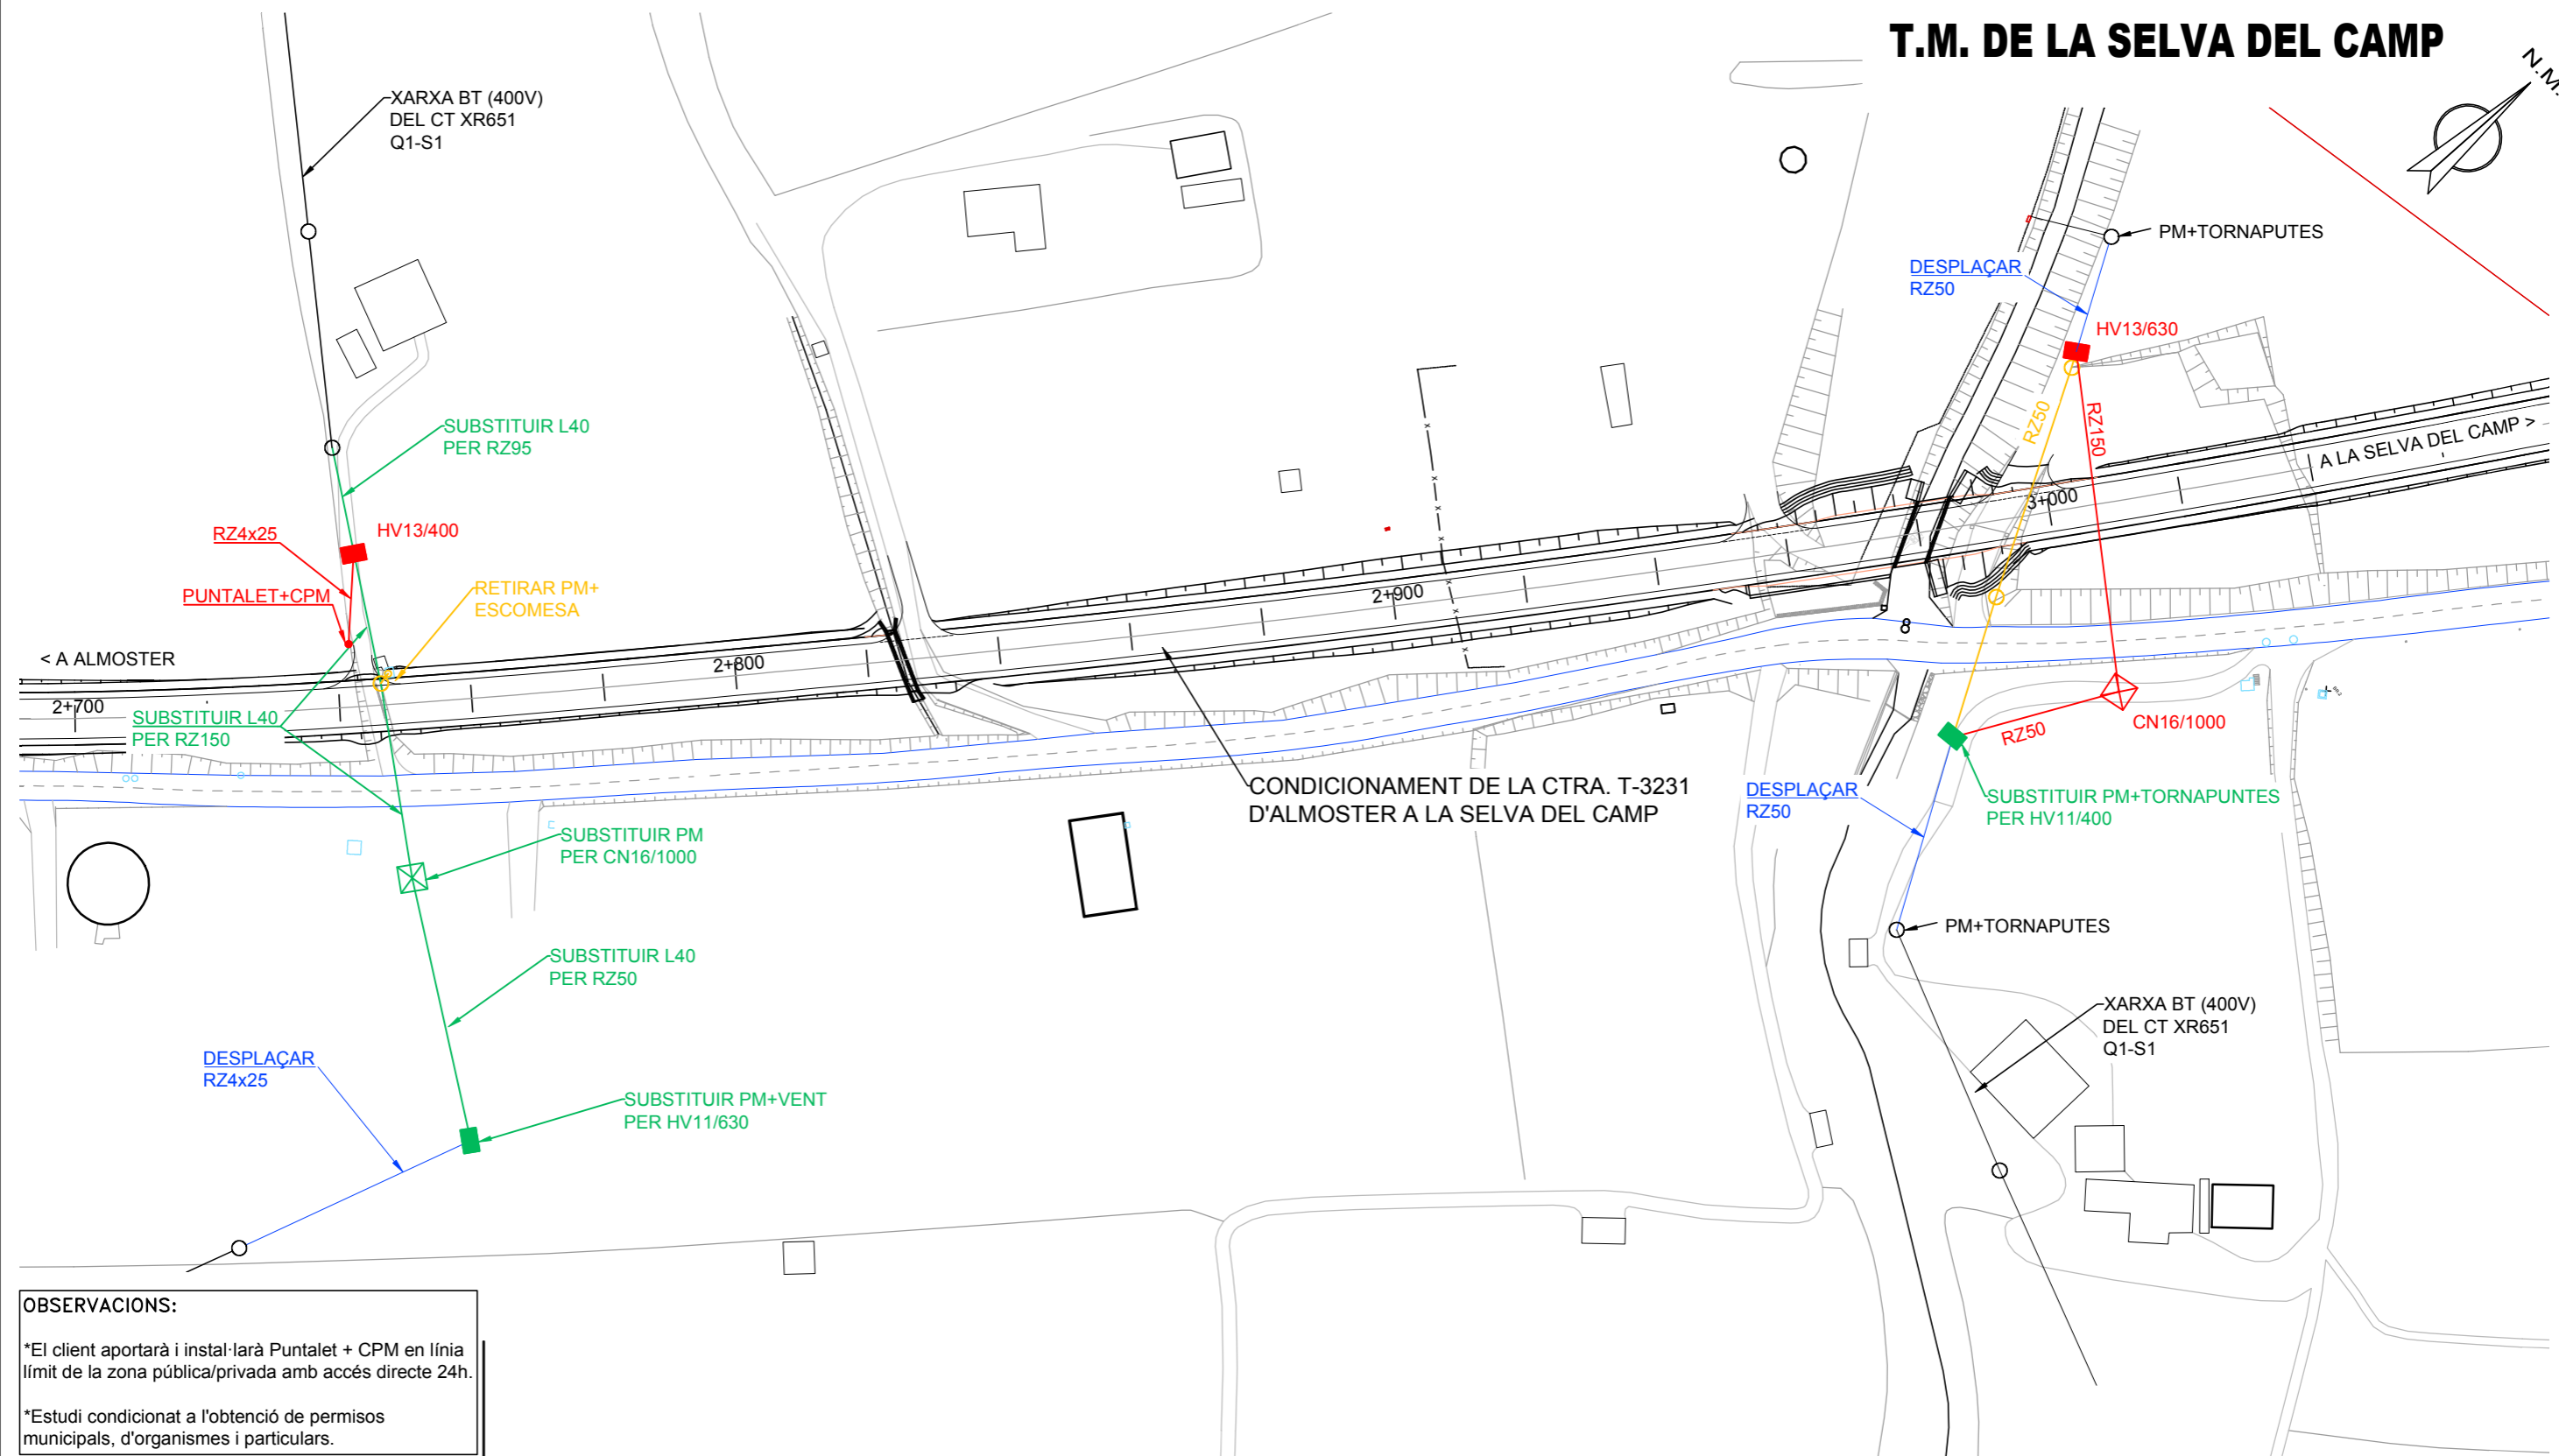 T.M. DE LA SELVA DEL CAMP
N.M.
XARXA BT (400V)
DEL CT XR651
Q1-S1
PM+TORNAPUTES
DESPLAÇAR
RZ50
HV13/630
RZ50
RZ150
SUBSTITUIR L40
PER RZ95
RZ4x25
HV13/400
PUNTALET+CPM
RETIRAR PM+
ESCOMESA
A LA SELVA DEL CAMP >
3+000
2+900
2+800
2+700
< A ALMOSTER
8
SUBSTITUIR L40
PER RZ150
CN16/1000
RZ50
CONDICIONAMENT DE LA CTRA. T-3231
D'ALMOSTER A LA SELVA DEL CAMP
DESPLAÇAR
RZ50
SUBSTITUIR PM+TORNAPUNTES
PER HV11/400
SUBSTITUIR PM
PER CN16/1000
PM+TORNAPUTES
SUBSTITUIR L40
PER RZ50
XARXA BT (400V)
DEL CT XR651
Q1-S1
DESPLAÇAR
RZ4x25
SUBSTITUIR PM+VENT
PER HV11/630
OBSERVACIONS:
*El client aportarà i instal·larà Puntalet + CPM en línia
límit de la zona pública/privada amb accés directe 24h.
*Estudi condicionat a l'obtenció de permisos
municipals, d'organismes i particulars.